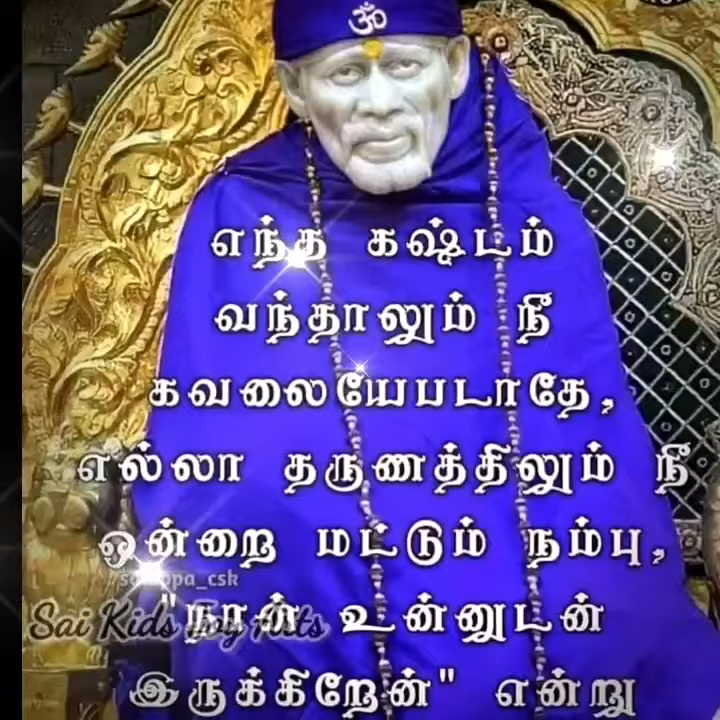 ॐ
எந்த கஷ்டம்
வந்தாலும் நீ
கவலையேபடாதே,
எல்லா தருணத்திலும் நீ
ஒன்றை மட்டும் நம்பு,
"நான் உன்னுடன்
Sai Kids
இருக்கிறேன்" என்று